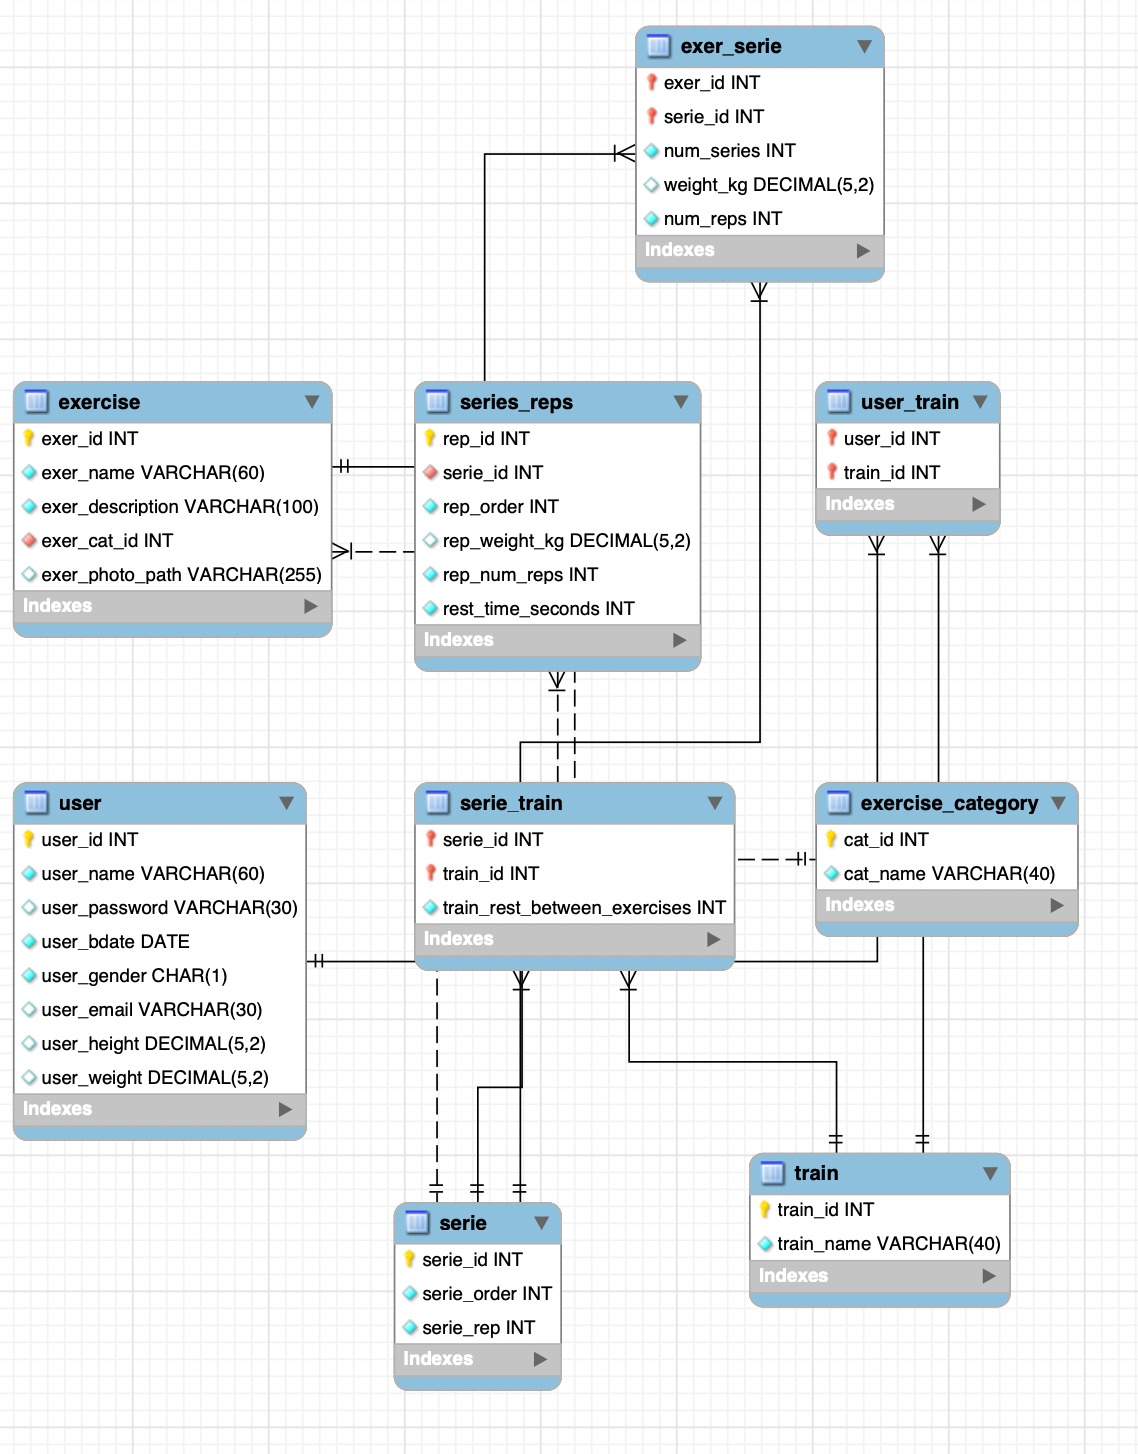 exer_serie
exer_id INT
serie_id INT
num_series INT
weight_kg DECIMAL(5,2)
num_reps INT
Indexes
exercise
exer_id INT
exer_name VARCHAR(60)
exer_description VARCHAR(100)
exer_cat_id INT
exer_photo_path VARCHAR(255)
Indexes
series_reps
rep_id INT
serie_id INT
rep_order INT
rep_weight_kg DECIMAL(5,2)
rep_num_reps INT
rest_time_seconds INT
Indexes
user_train
user_id INT
train_id INT
Indexes
user
user_id INT
user_name VARCHAR(60)
user_password VARCHAR(30)
user_bdate DATE
user_gender CHAR(1)
user_email VARCHAR(30)
user_height DECIMAL(5,2)
user_weight DECIMAL(5,2)
Indexes
serie_train
serie_id INT
train_id INT
train_rest_between_exercises INT
Indexes
exercise_category
cat_id INT
cat_name VARCHAR(40)
Indexes
serie
serie_id INT
serie_order INT
serie_rep INT
Indexes
train
train_id INT
train_name VARCHAR(40)
Indexes